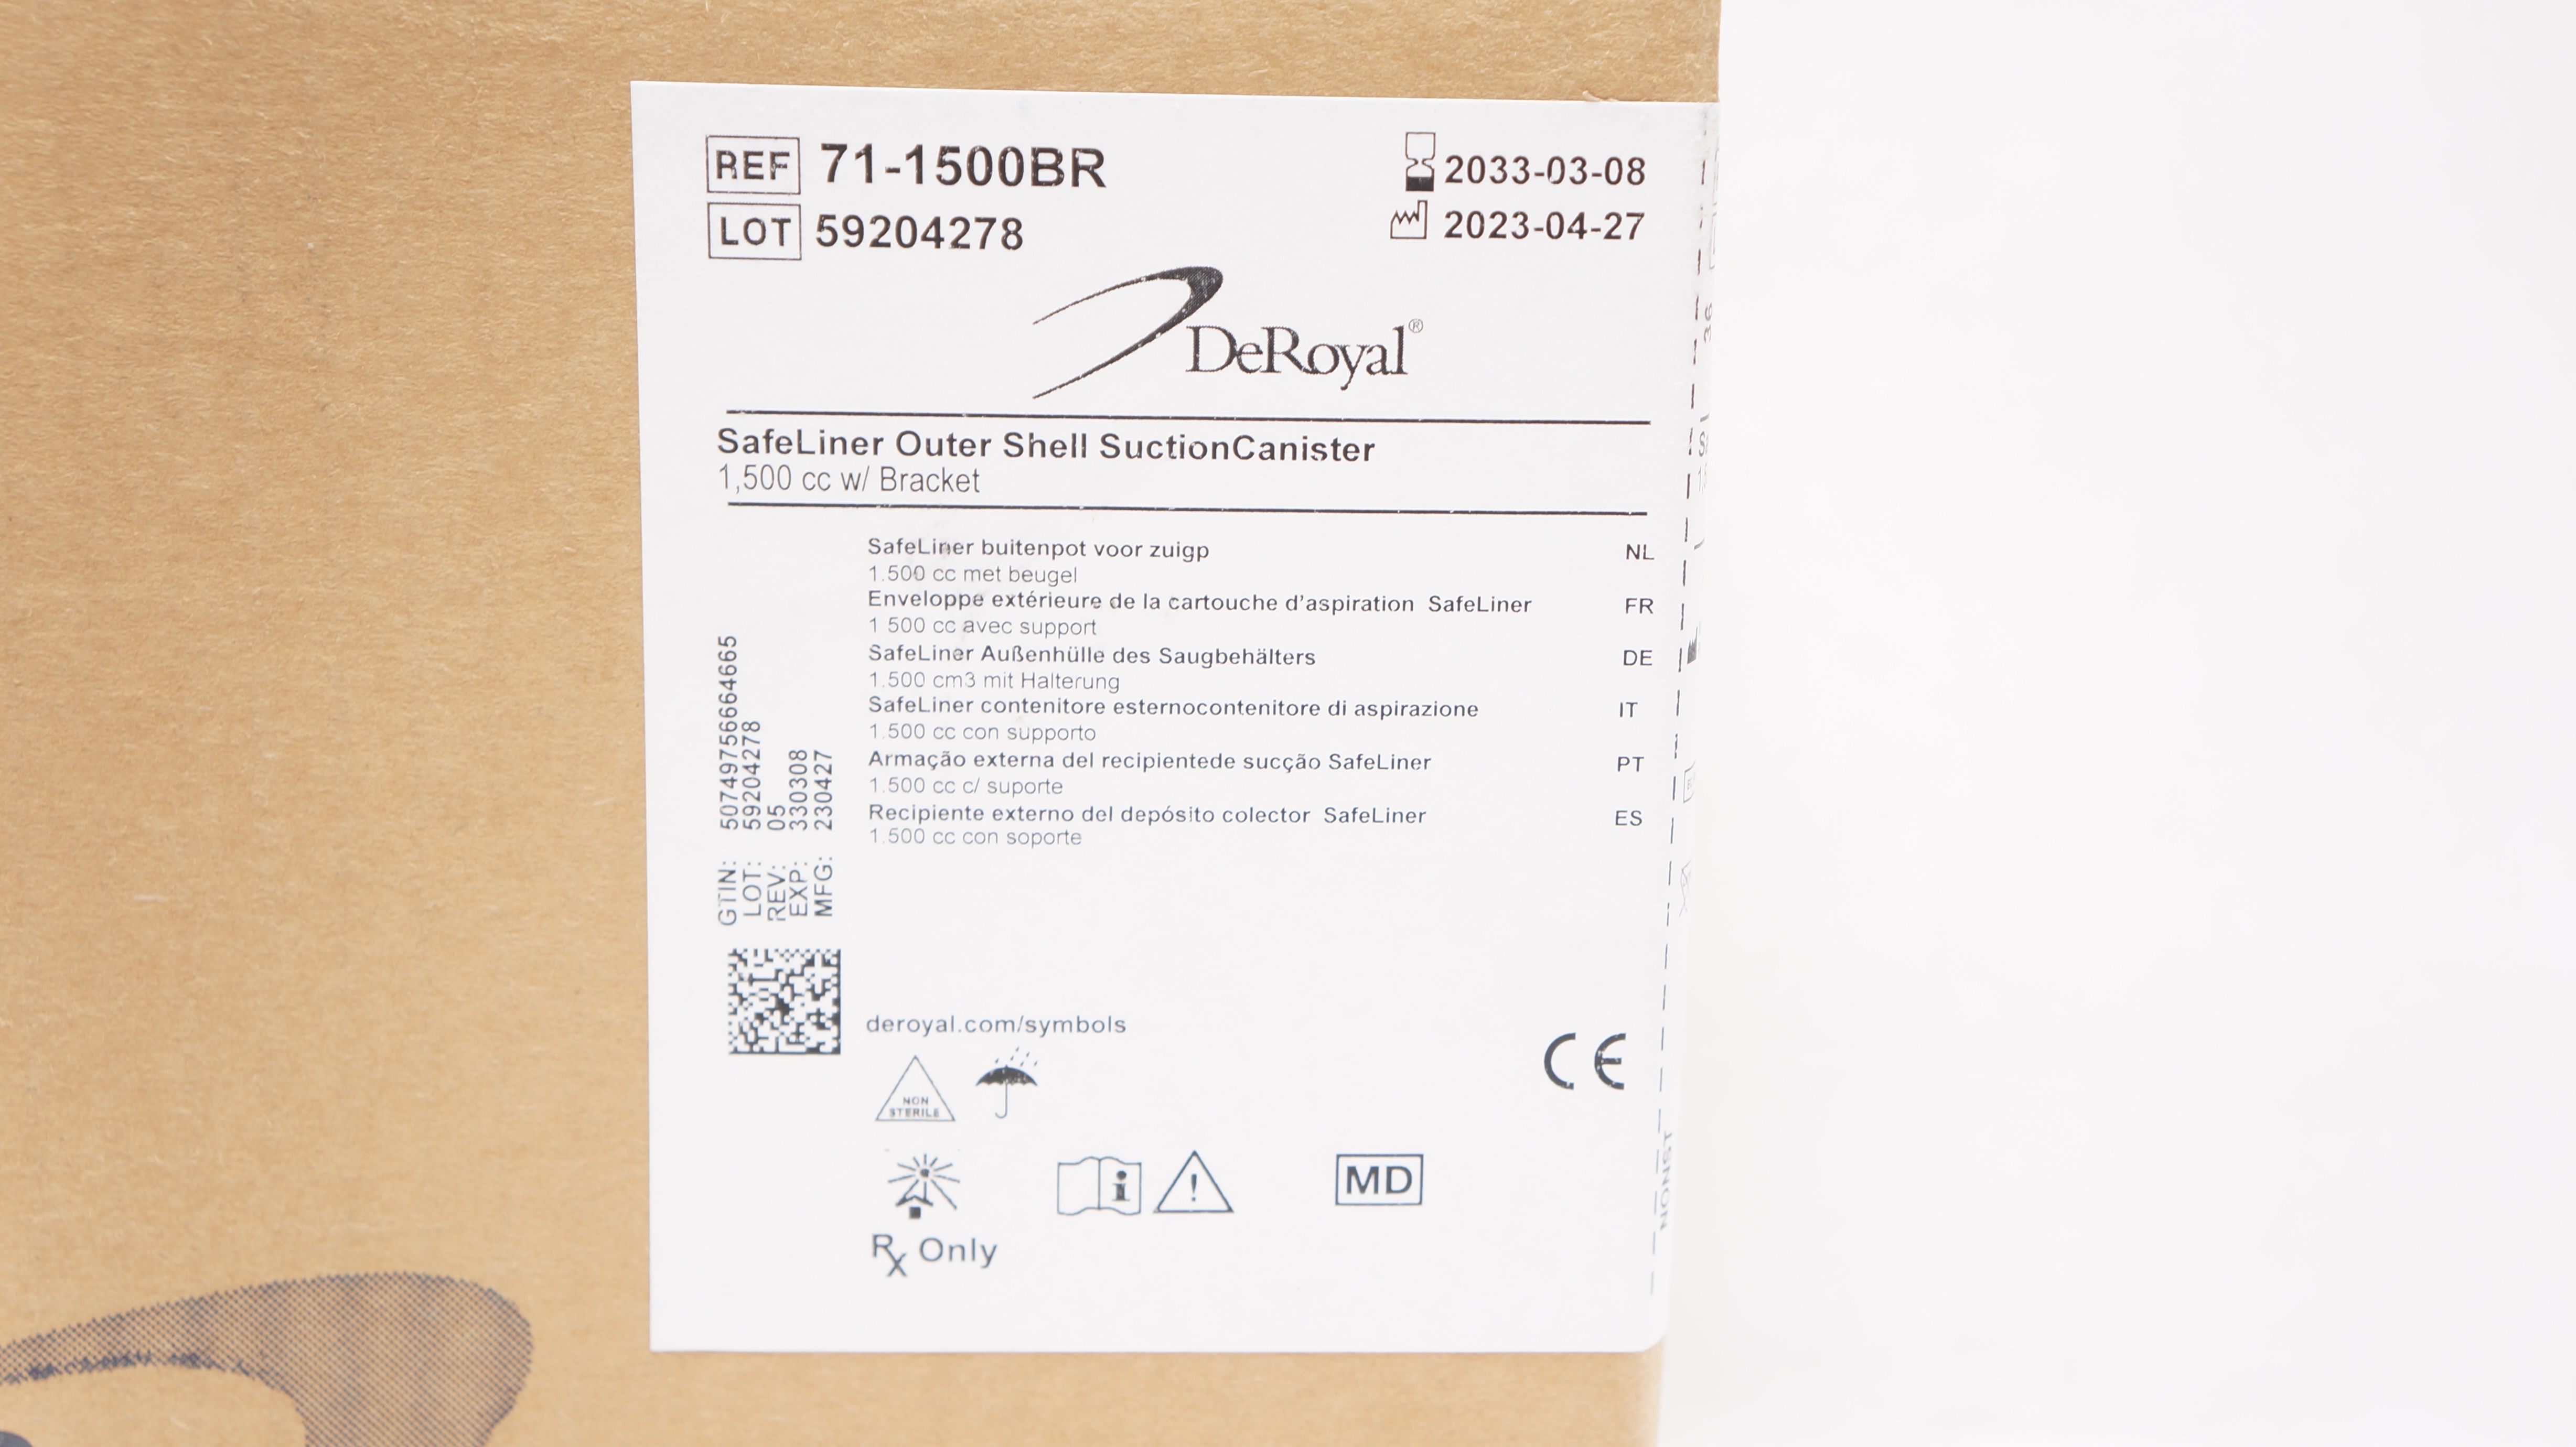 REF 71-1500BR
LOT 59204278
2033-03-08
2023-04-27
DeRoyal®
SafeLiner Outer Shell SuctionCanister
1,500 cc w/ Bracket
SafeLiner buitenpot voor zuigp NL
1.500 cc met beugel
Enveloppe extérieure de la cartouche d'aspiration SafeLiner FR
1 500 cc avec support
SafeLiner Außenhülle des Saugbehälters DE
1.500 cm3 mit Halterung
SafeLiner contenitore esternocontenitore di aspirazione IT
1.500 cc con supporto
Armação externa del recipientede sucção SafeLiner PT
1.500 cc c/ suporte
Recipiente externo del depósito colector SafeLiner ES
1.500 cc con soporte
GTIN: 50749756664665
LOT: 59204278
REV: 05
EXP: 330308
MFG: 230427
deroyal.com/symbols
NON
STERILE
CE
i
!
MD
Rx Only